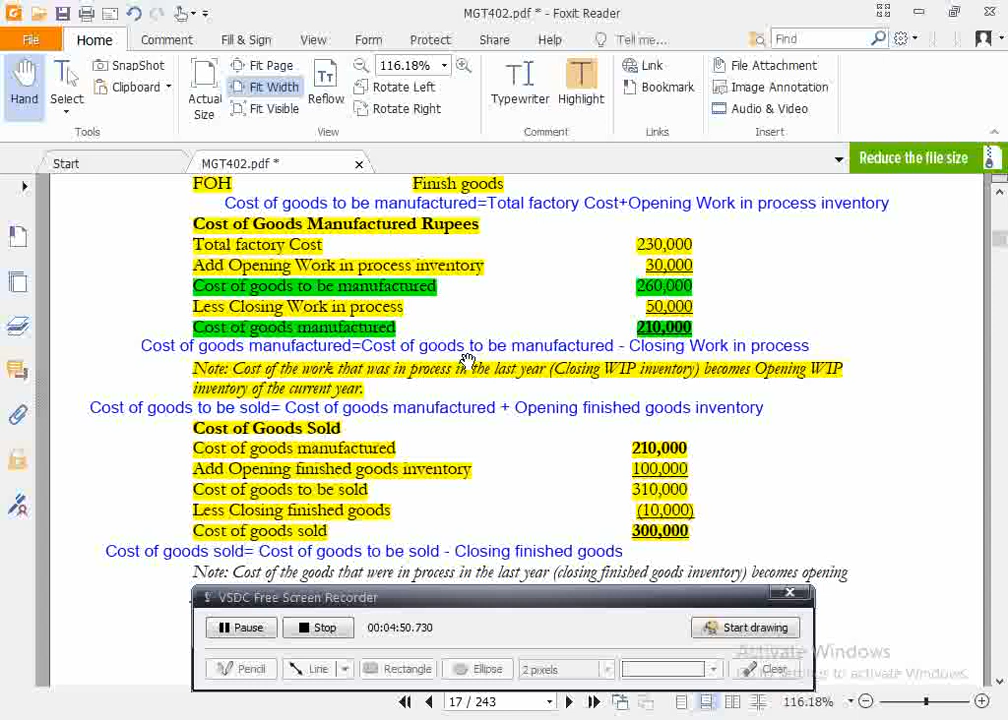 MGT402.pdf * - Foxit Reader
File Home Comment Fill & Sign View Form Protect Share Help Tell me... Find
Hand
Select
SnapShot
Clipboard
Tools
Actual Size
Fit Page
Fit Width
Fit Visible
Reflow
116.18%
Rotate Left
Rotate Right
View
Typewriter
Highlight
Comment
Link
Bookmark
Links
File Attachment
Image Annotation
Audio & Video
Insert
Start
MGT402.pdf *
Reduce the file size
FOH Finish goods
Cost of goods to be manufactured=Total factory Cost+Opening Work in process inventory
Cost of Goods Manufactured Rupees
Total factory Cost 230,000
Add Opening Work in process inventory 30,000
Cost of goods to be manufactured 260,000
Less Closing Work in process 50,000
Cost of goods manufactured 210,000
Cost of goods manufactured=Cost of goods to be manufactured - Closing Work in process
Note: Cost of the work that was in process in the last year (Closing WIP inventory) becomes Opening WIP
inventory of the current year.
Cost of goods to be sold= Cost of goods manufactured + Opening finished goods inventory
Cost of Goods Sold
Cost of goods manufactured 210,000
Add Opening finished goods inventory 100,000
Cost of goods to be sold 310,000
Less Closing finished goods (10,000)
Cost of goods sold 300,000
Cost of goods sold= Cost of goods to be sold - Closing finished goods
Note: Cost of the goods that were in process in the last year (closing finished goods inventory) becomes opening
VSDC Free Screen Recorder
Pause Stop 00:04:50.730 Start drawing
Pencil Line Rectangle Ellipse 2 pixels Clear
Activate Windows
to activate Windows.
17 / 243 116.18%